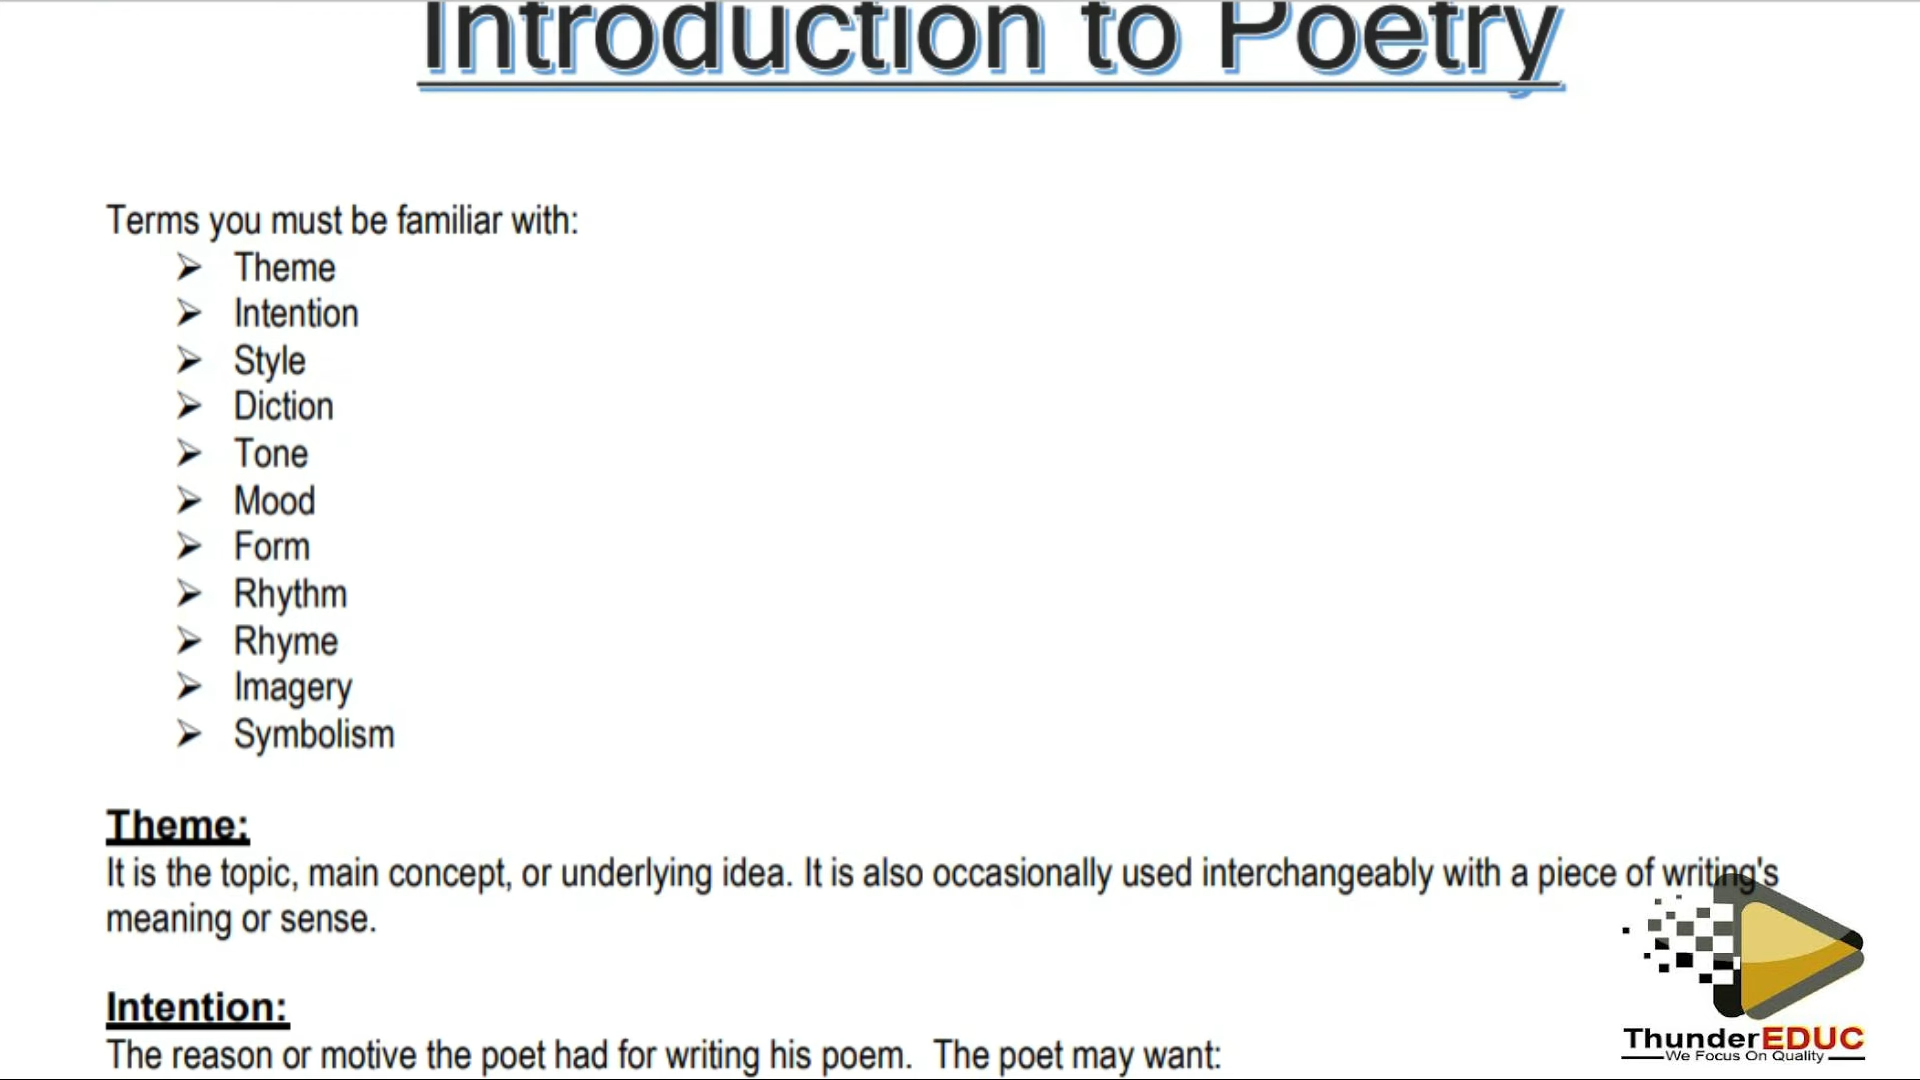 Introduction to Poetry
Terms you must be familiar with:
Theme
Intention
Style
Diction
Tone
Mood
Form
Rhythm
Rhyme
Imagery
Symbolism
Theme:
It is the topic, main concept, or underlying idea. It is also occasionally used interchangeably with a piece of writing's
meaning or sense.
Intention:
The reason or motive the poet had for writing his poem. The poet may want:
ThunderEDUC
We Focus On Quality